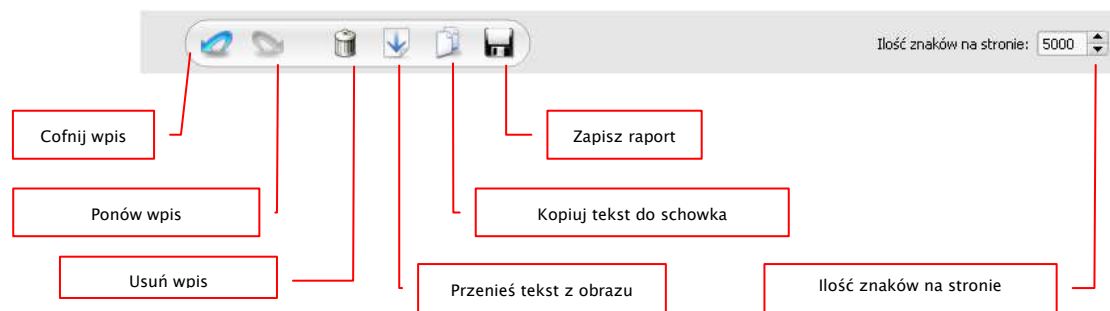 Ilość znaków na stronie: 5000
Cofnij wpis
Zapisz raport
Ponów wpis
Kopiuj tekst do schowka
Usuń wpis
Przenieś tekst z obrazu
Ilość znaków na stronie